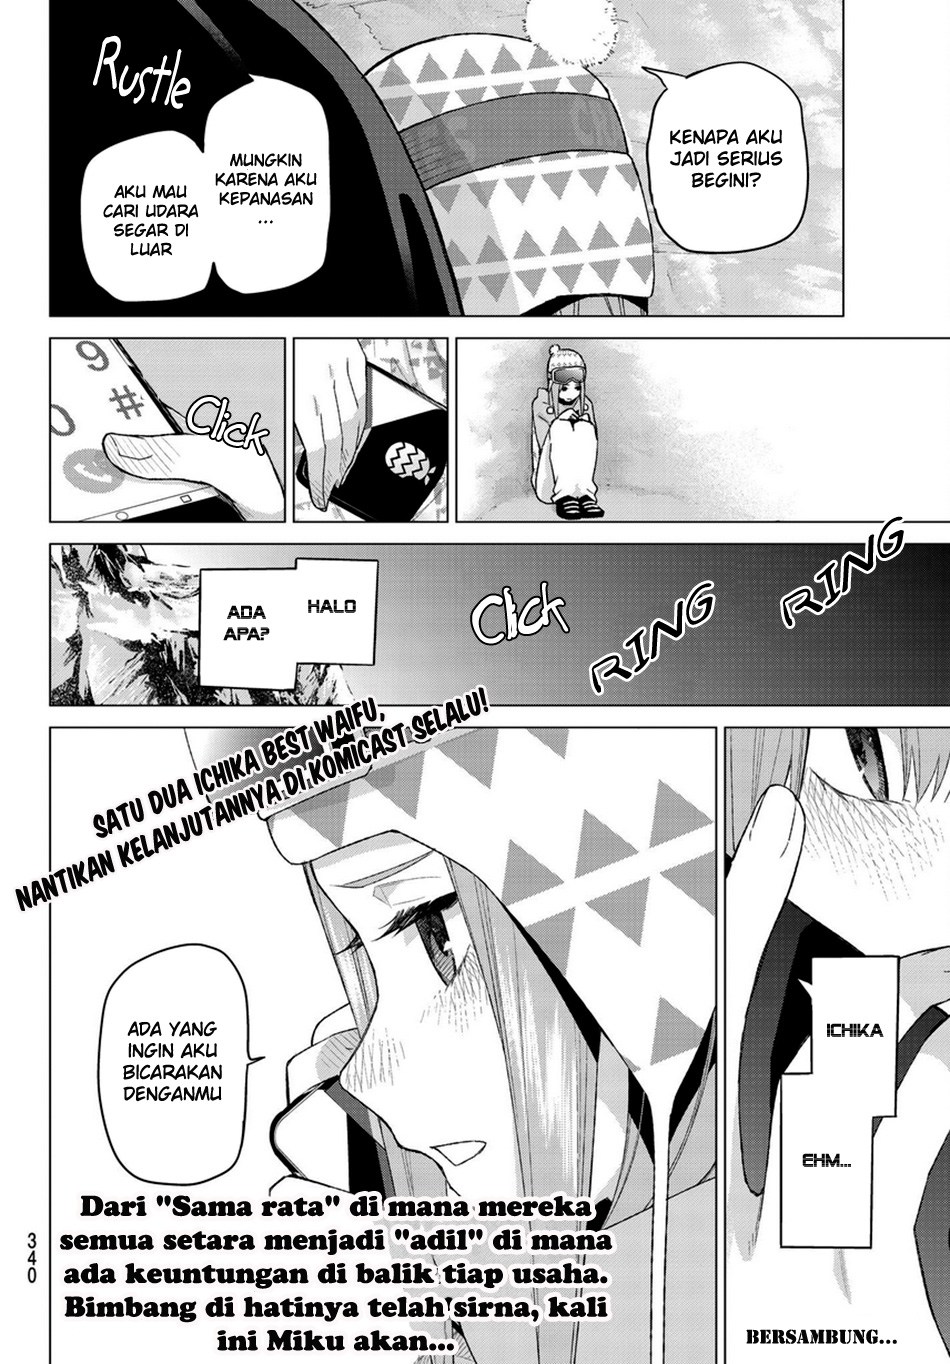 KENAPA AKU
JADI SERIUS
BEGINI?
Rustle
MUNGKIN
KARENA AKU
KEPANASAN
...
AKU MAU
CARI UDARA
SEGAR DI
LUAR
9
#
0
Click
RING
RING
Click
HALO
ADA
APA?
SATU DUA ICHIKA BEST WAIFU,
NANTIKAN KELANJUTANNYA DI KOMICAST SELALU!
ICHIKA
EHM...
ADA YANG
INGIN AKU
BICARAKAN
DENGANMU
Dari "Sama rata" di mana mereka
semua setara menjadi "adil" di mana
ada keuntungan di balik tiap usaha.
Bimbang di hatinya telah sirna, kali
ini Miku akan...
BERSAMBUNG...
340